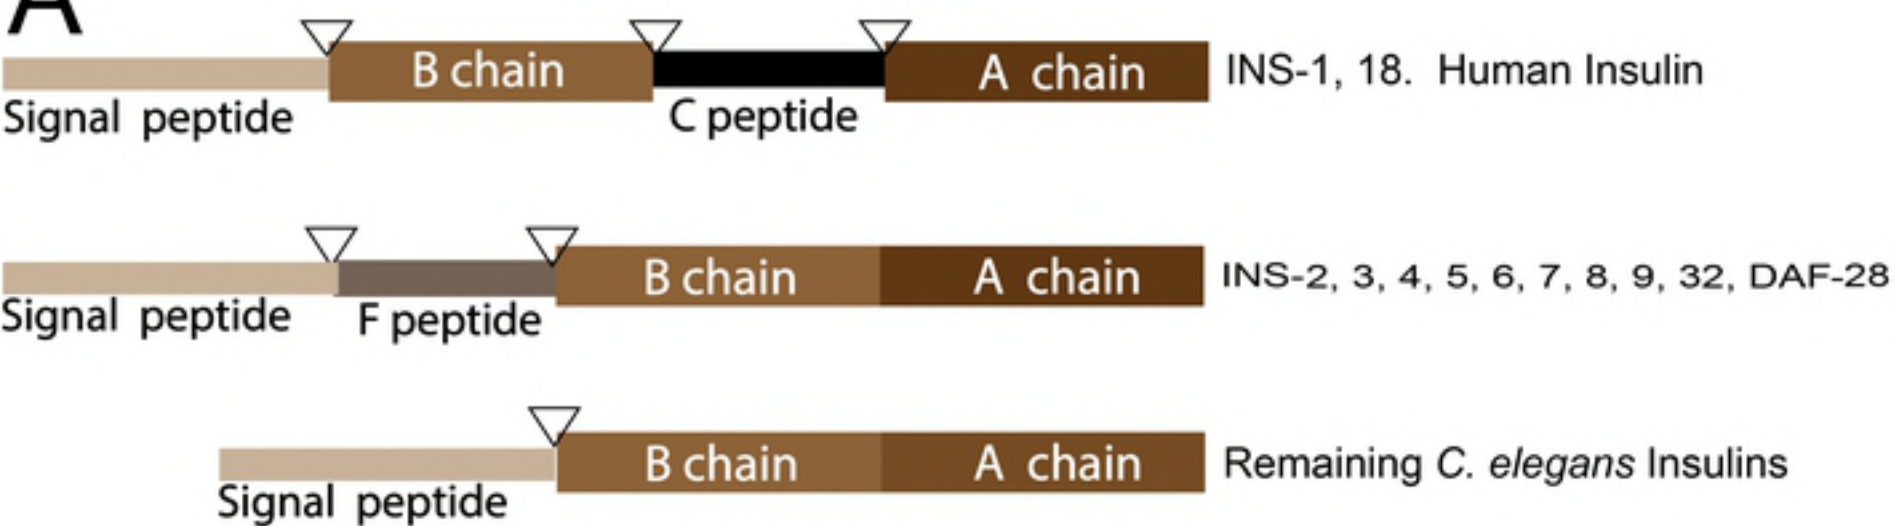 A
B chain A chain INS-1, 18. Human Insulin
Signal peptide C peptide
B chain A chain INS-2, 3, 4, 5, 6, 7, 8, 9, 32, DAF-28
Signal peptide F peptide
B chain A chain Remaining C. elegans Insulins
Signal peptide